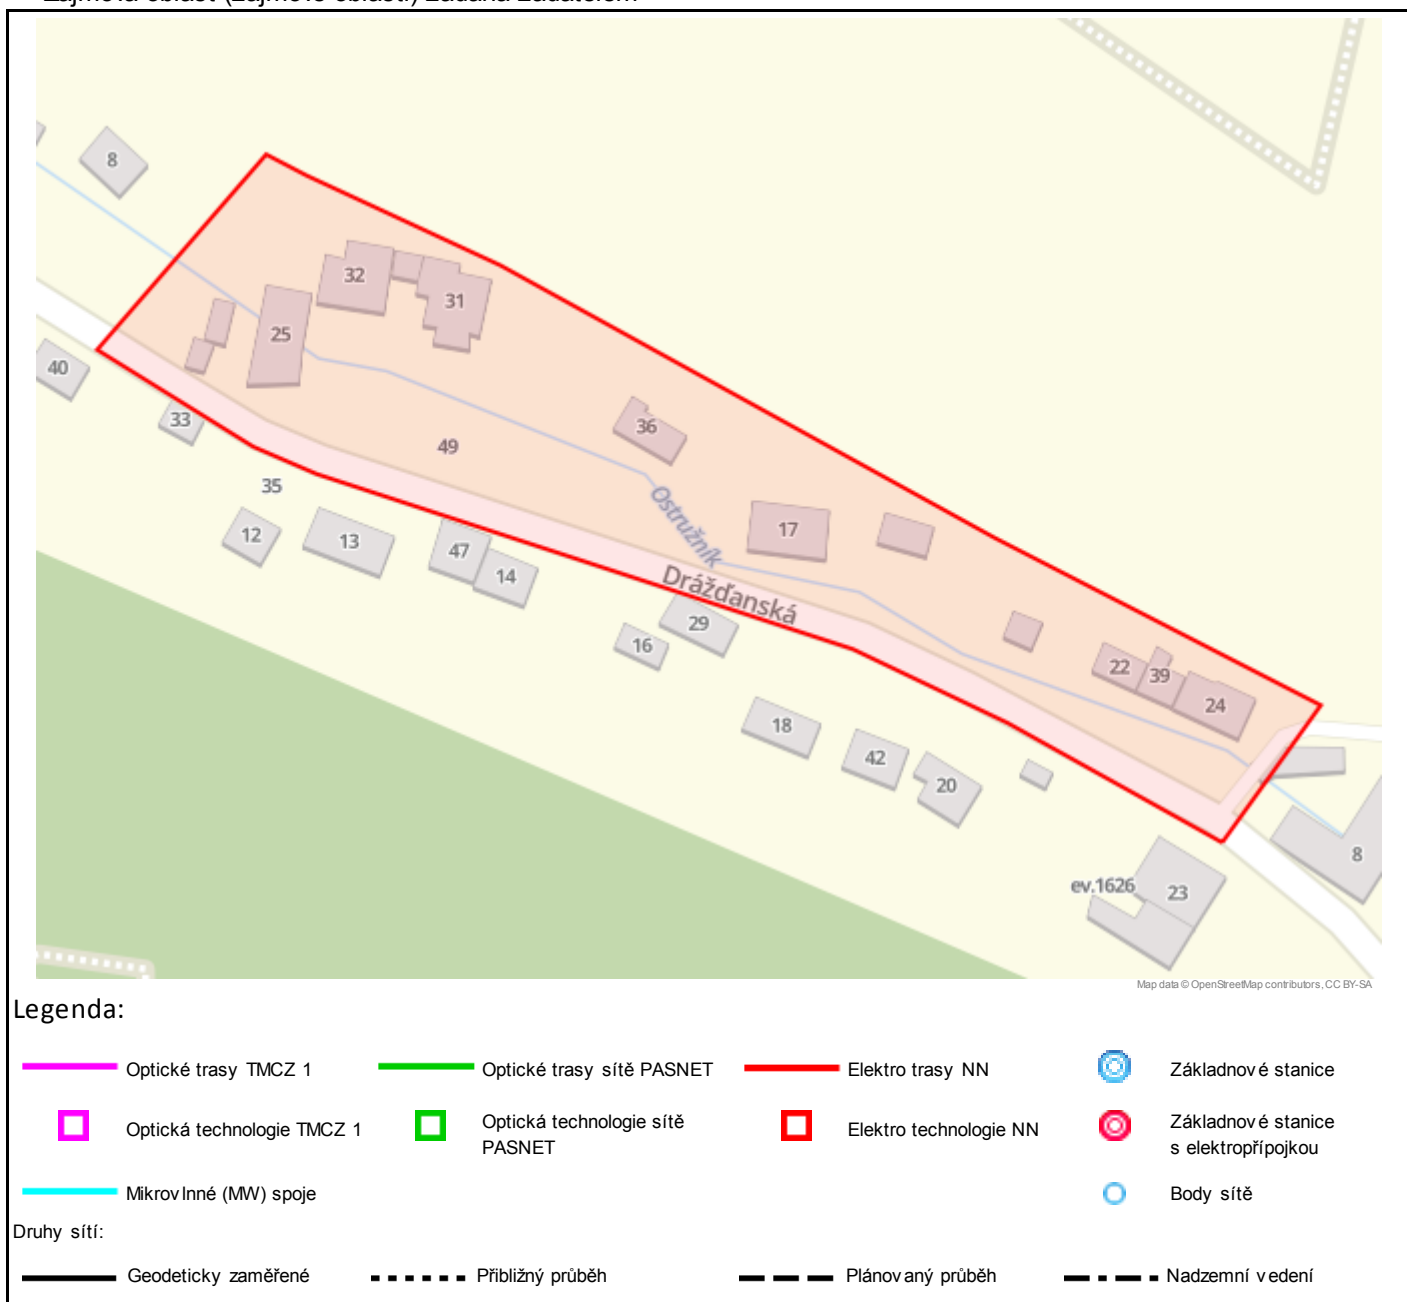 8
32
31
25
40
33
36
49
35
Ostružník
17
12
13
47
14
Drážďanská
29
16
22
39
24
18
42
20
8
ev.1626
23
Map data © OpenStreetMap contributors, CC BY-SA
Legenda:
Optické trasy TMCZ 1
Optické trasy sítě PASNET
Elektro trasy NN
Základnové stanice
Optická technologie TMCZ 1
Optická technologie sítě
PASNET
Elektro technologie NN
Základnové stanice
s elektropřípojkou
Mikrovlnné (MW) spoje
Body sítě
Druhy sítí:
Geodeticky zaměřené
Přibližný průběh
Plánovaný průběh
Nadzemní vedení